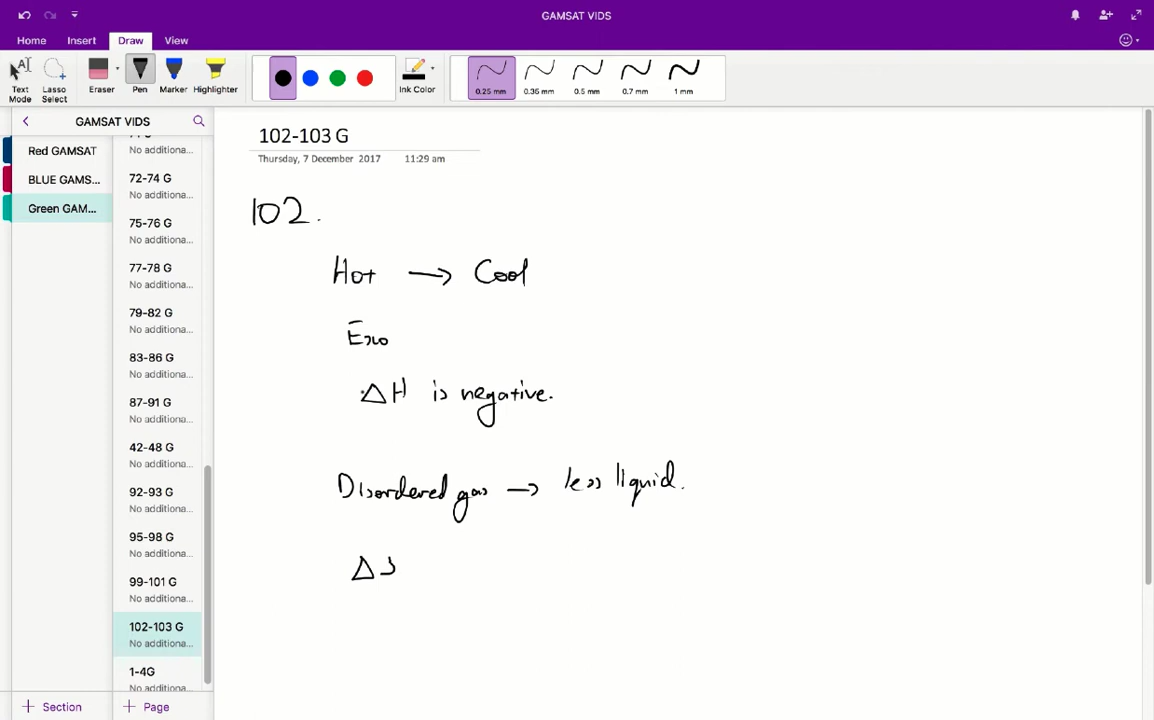 GAMSAT VIDS
Home Insert Draw View
Text Mode
Lasso Select
Eraser
Pen
Marker
Highlighter
Ink Color
0.25 mm
0.35 mm
0.5 mm
0.7 mm
1 mm
GAMSAT VIDS
Red GAMSAT
BLUE GAMS...
Green GAM...
No additiona...
72-74 G
No additiona...
75-76 G
No additiona...
77-78 G
No additiona...
79-82 G
No additiona...
83-86 G
No additiona...
87-91 G
No additiona...
42-48 G
No additiona...
92-93 G
No additiona...
95-98 G
No additiona...
99-101 G
No additiona...
102-103 G
No additiona...
1-4G
No additiona...
+ Section
+ Page
102-103 G
Thursday, 7 December 2017 11:29 am
102.
Hot → Cool
Exo
ΔH is negative.
Disordered gas → less liquid.
ΔS